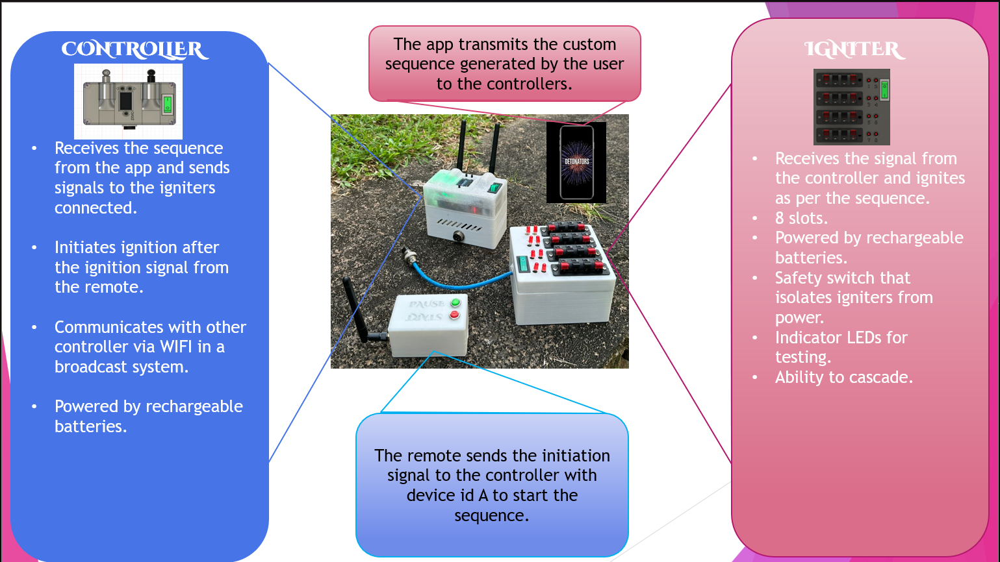 CONTROLLER
• Receives the sequence
from the app and sends
signals to the igniters
connected.
• Initiates ignition after
the ignition signal from
the remote.
• Communicates with other
controller via WIFI in a
broadcast system.
• Powered by rechargeable
batteries.
The app transmits the custom
sequence generated by the user
to the controllers.
DETONATORS
PAUSE
START
The remote sends the initiation
signal to the controller with
device id A to start the
sequence.
IGNITER
1 5
• Receives the signal from
the controller and ignites
as per the sequence.
• 8 slots.
• Powered by rechargeable
batteries.
• Safety switch that
isolates igniters from
power.
• Indicator LEDs for
testing.
• Ability to cascade.